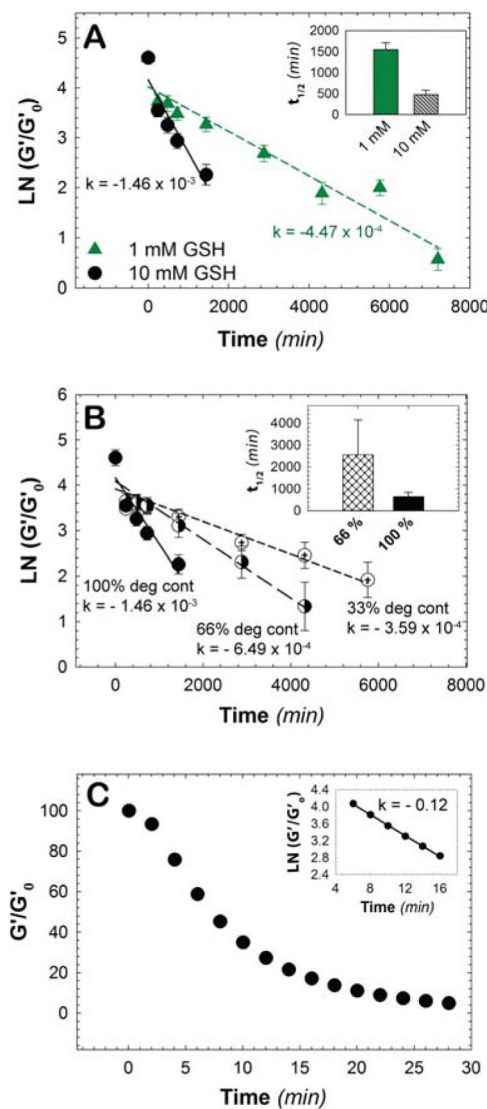 A
LN (G'/G'0)
5
4
3
2
1
0
k = -1.46 x 10-3
k = -4.47 x 10-4
1 mM GSH
10 mM GSH
0 2000 4000 6000 8000
Time (min)
t1/2 (min)
2000
1500
1000
500
0
1 mM
10 mM
B
LN (G'/G'0)
6
5
4
3
2
1
0
100% deg cont
k = - 1.46 x 10-3
66% deg cont
k = - 6.49 x 10-4
33% deg cont
k = - 3.59 x 10-4
0 2000 4000 6000 8000
Time (min)
t1/2 (min)
4000
3000
2000
1000
0
66 %
100 %
C
G'/G'0
100
80
60
40
20
0
0 5 10 15 20 25 30
Time (min)
LN (G'/G'o)
4.4
4.0
3.6
3.2
2.8
2.4
k = - 0.12
4 6 8 10 12 14 16
Time (min)